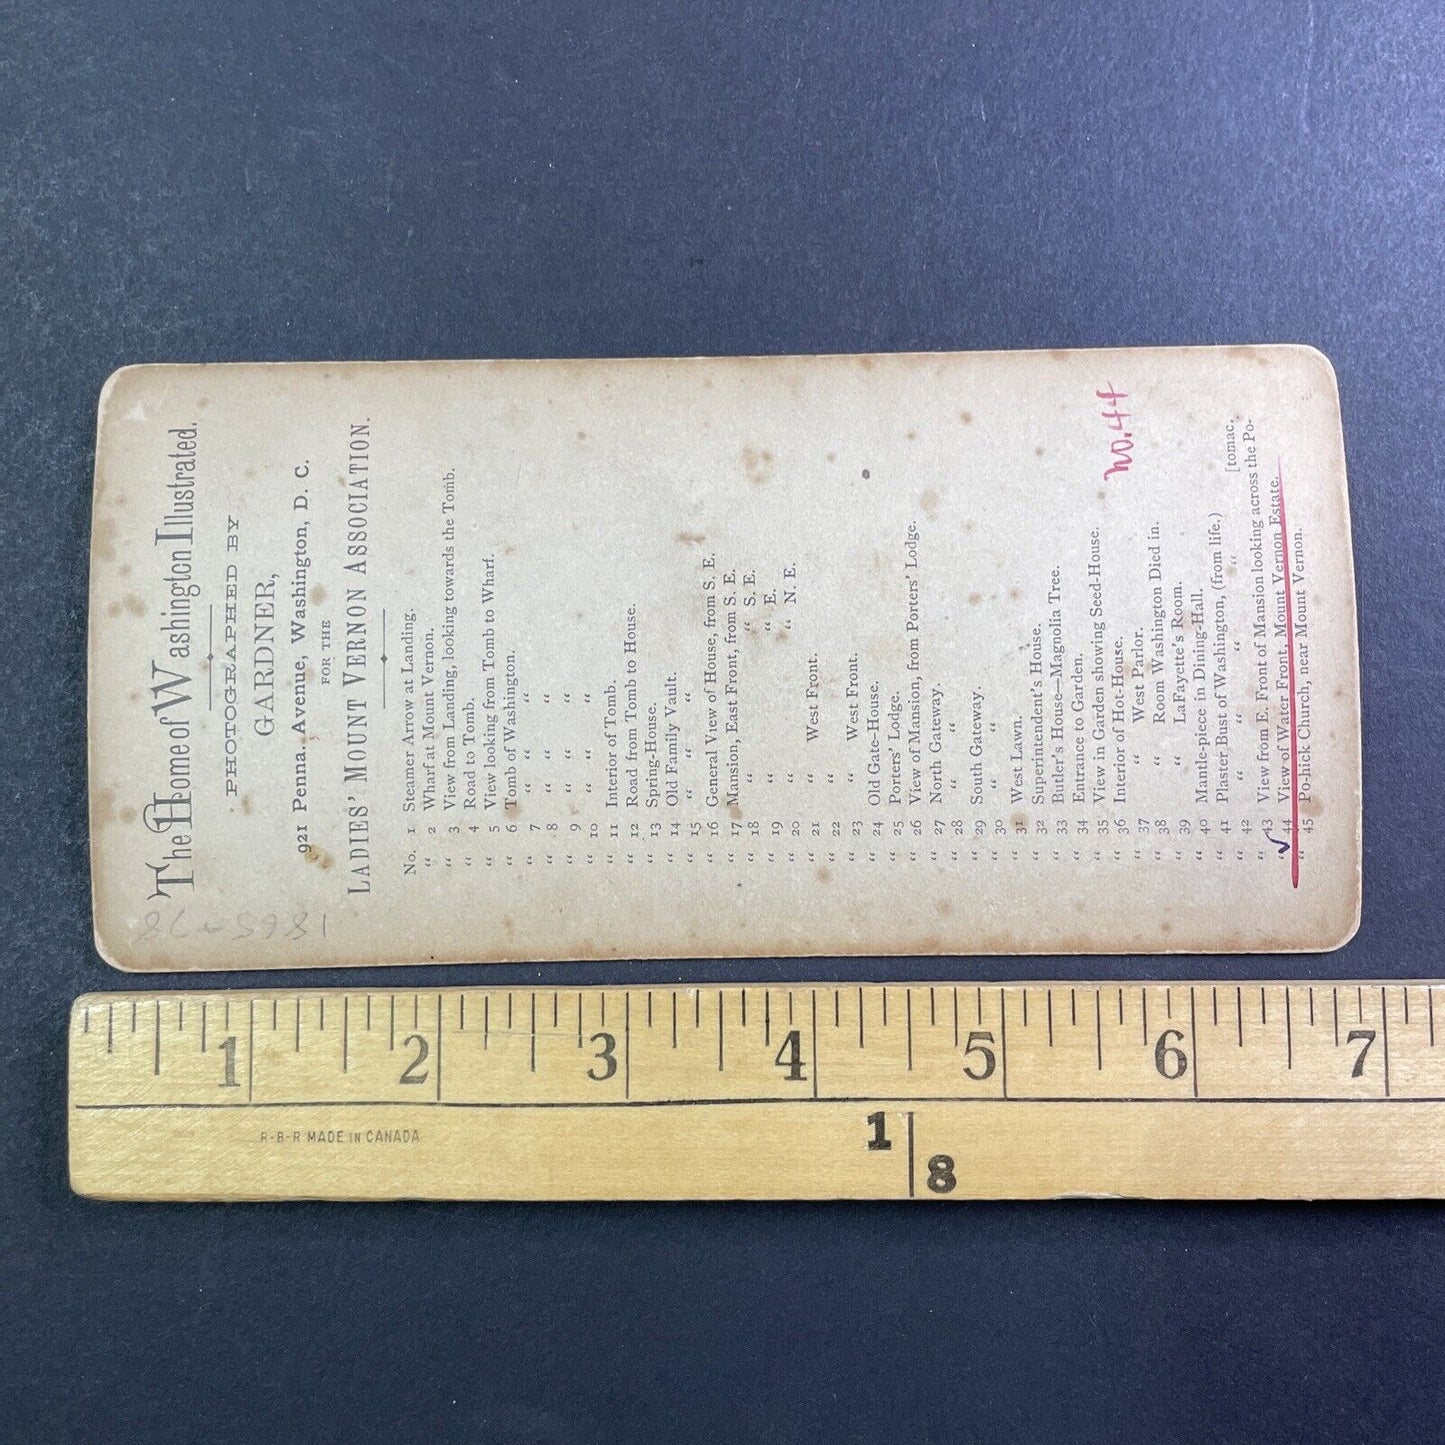 The Home of Washington Illustrated.
PHOTOGRAPHED BY
GARDNER,
921 Penna. Avenue, Washington, D. C.
FOR THE
LADIES' MOUNT VERNON ASSOCIATION.
No. 1 Steamer Arrow at Landing.
" 2 Wharf at Mount Vernon.
" 3 View from Landing, looking towards the Tomb.
" 4 Road to Tomb.
" 5 View looking from Tomb to Wharf.
" 6 Tomb of Washington.
" 7 " "
" 8 " "
" 9 " "
" 10 " "
" 11 Interior of Tomb.
" 12 Road from Tomb to House.
" 13 Spring-House.
" 14 Old Family Vault.
" 15 " " "
" 16 General View of House, from S. E.
" 17 Mansion, East Front, from S. E.
" 18 " " S. E.
" 19 " " E.
" 20 " " N. E.
" 21 " West Front.
" 22 "
" 23 " West Front.
" 24 Old Gate-House.
" 25 Porters' Lodge.
" 26 View of Mansion, from Porters' Lodge.
" 27 North Gateway.
" 28 " "
" 29 South Gateway.
" 30 " "
" 31 West Lawn.
" 32 Superintendent's House.
" 33 Butler's House—Magnolia Tree.
" 34 Entrance to Garden.
" 35 View in Garden showing Seed-House.
" 36 Interior of Hot-House.
" 37 " West Parlor.
" 38 " Room Washington Died in.
" 39 " LaFayette's Room.
" 40 Mantle-piece in Dining-Hall.
" 41 Plaster Bust of Washington, (from life.)
" 42 " " " " [tomac.
" 43 View from E. Front of Mansion looking across the Po-
" 44 View of Water Front, Mount Vernon Estate.
" 45 Pohick Church, near Mount Vernon.
no. 44
1865-78
1 2 3 4 5 6 7
R-B-R MADE IN CANADA
1
8